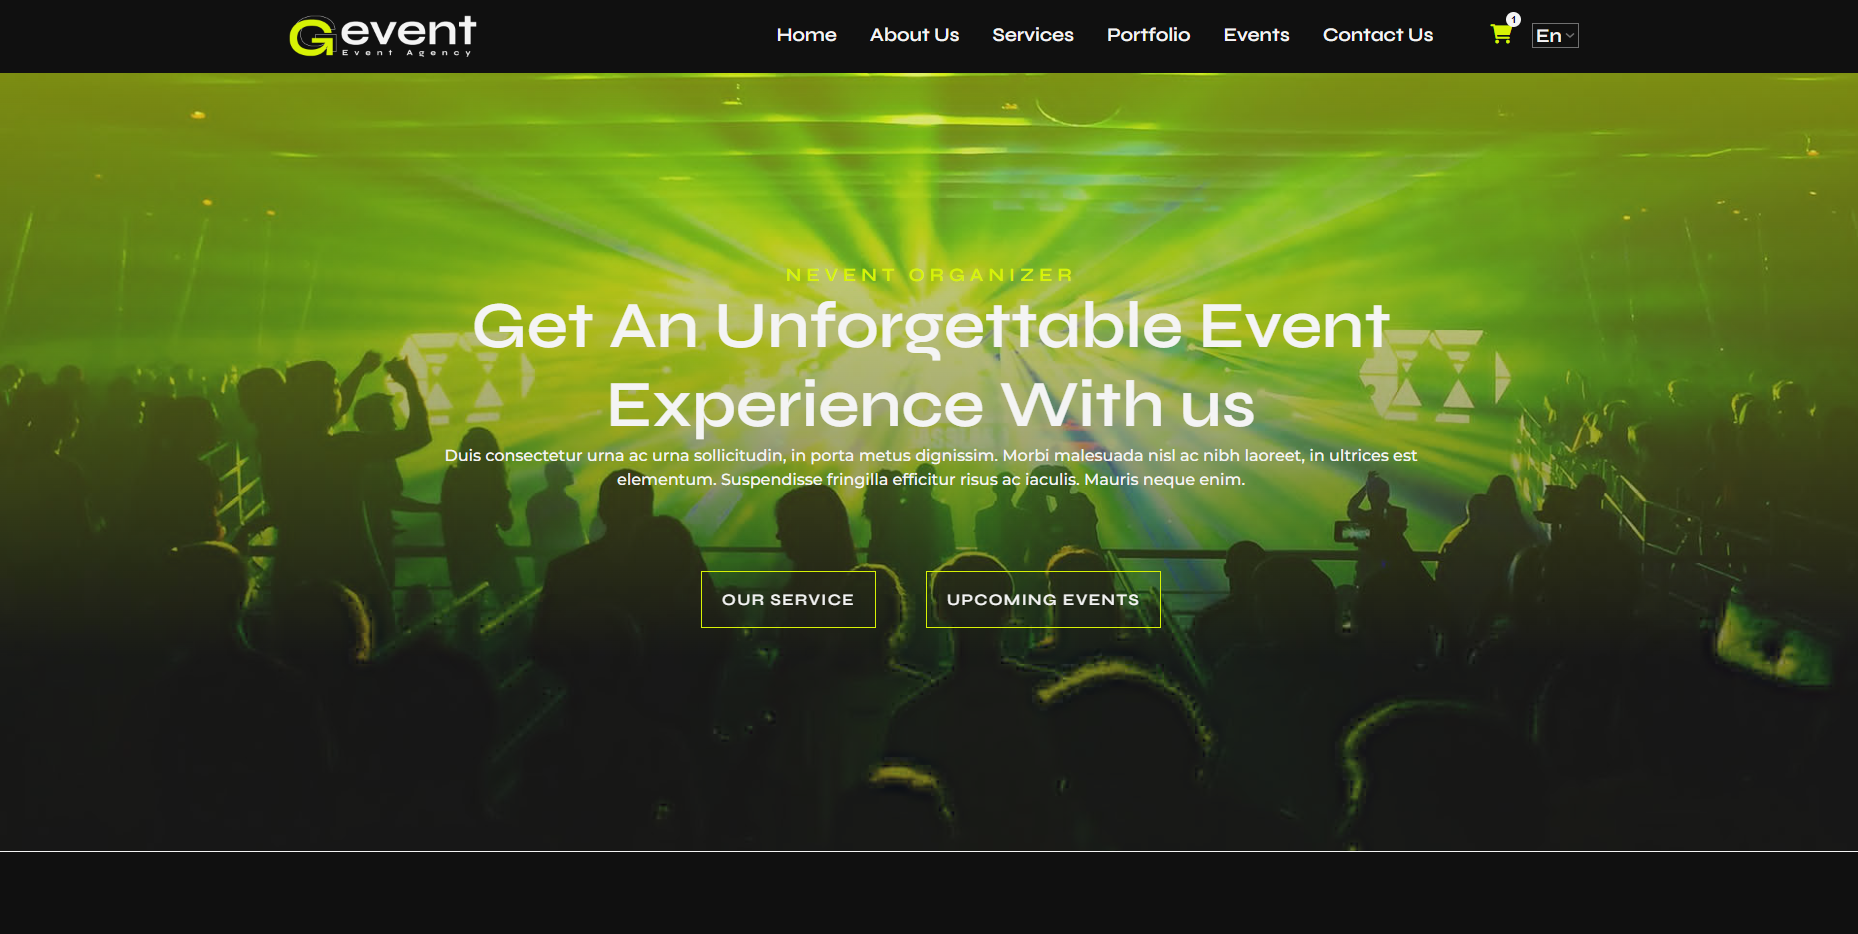 Gevent
Event Agency
Home About Us Services Portfolio Events Contact Us 1 En
NEVENT ORGANIZER
Get An Unforgettable Event
Experience With us
Duis consectetur urna ac urna sollicitudin, in porta metus dignissim. Morbi malesuada nisl ac nibh laoreet, in ultrices est
elementum. Suspendisse fringilla efficitur risus ac iaculis. Mauris neque enim.
OUR SERVICE UPCOMING EVENTS